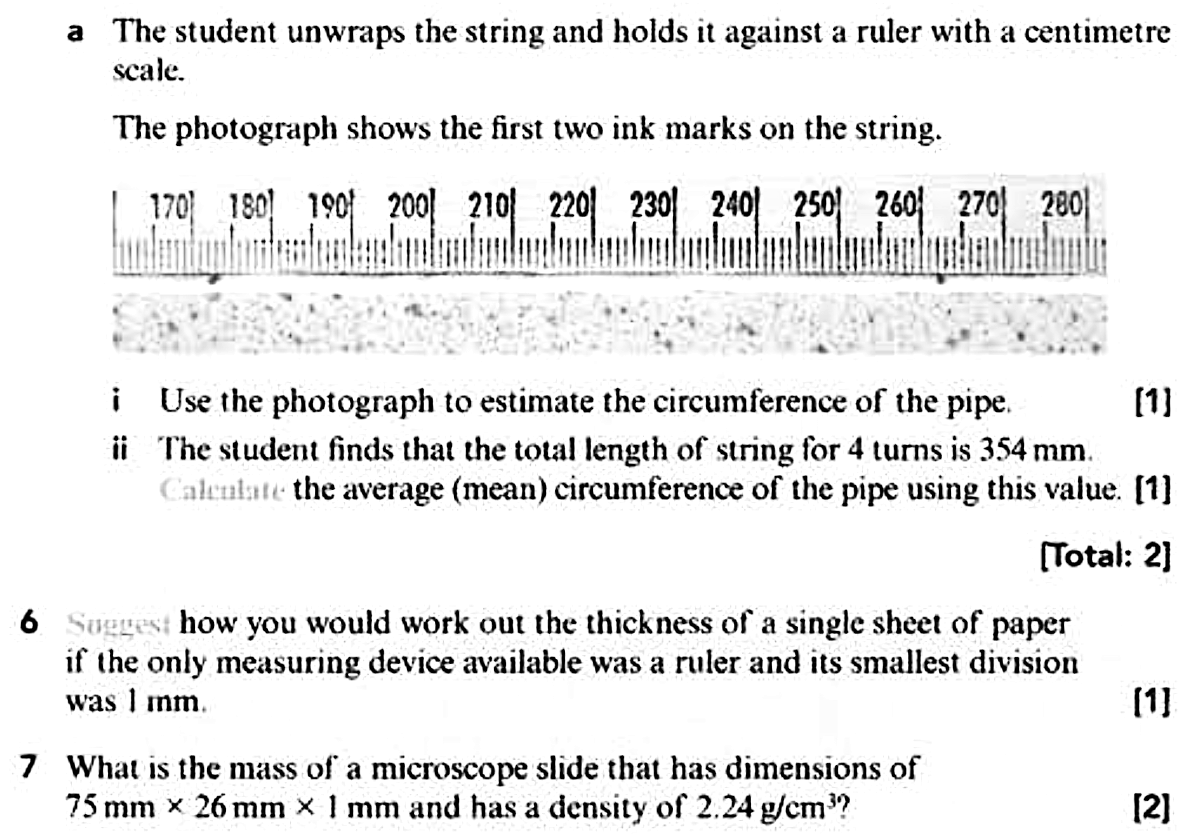 a The student unwraps the string and holds it against a ruler with a centimetre
scale.
The photograph shows the first two ink marks on the string.
170 180 190 200 210 220 230 240 250 260 270 280
i Use the photograph to estimate the circumference of the pipe. [1]
ii The student finds that the total length of string for 4 turns is 354 mm.
Calculate the average (mean) circumference of the pipe using this value. [1]
[Total: 2]
6 Suggest how you would work out the thickness of a single sheet of paper
if the only measuring device available was a ruler and its smallest division
was 1 mm. [1]
7 What is the mass of a microscope slide that has dimensions of
75 mm × 26 mm × 1 mm and has a density of 2.24 g/cm³? [2]